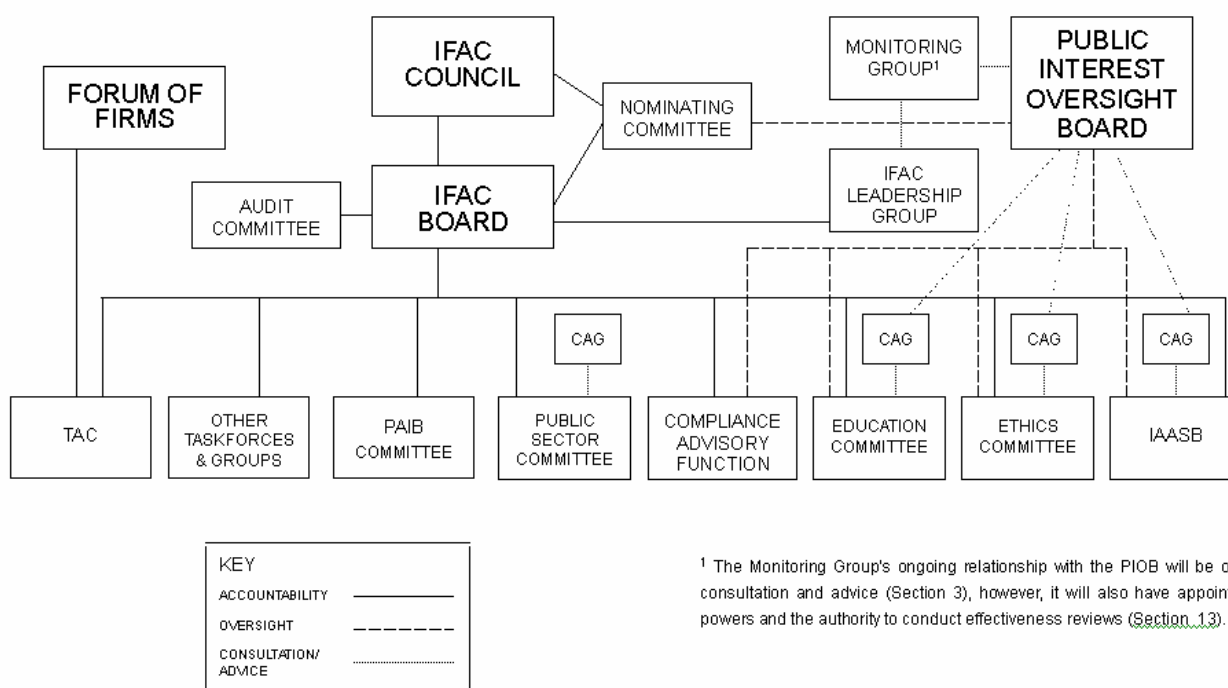 IFAC
COUNCIL
MONITORING
GROUP¹
PUBLIC
INTEREST
OVERSIGHT
BOARD
FORUM OF
FIRMS
NOMINATING
COMMITTEE
AUDIT
COMMITTEE
IFAC
BOARD
IFAC
LEADERSHIP
GROUP
CAG
CAG
CAG
CAG
TAC
OTHER
TASKFORCES
& GROUPS
PAIB
COMMITTEE
PUBLIC
SECTOR
COMMITTEE
COMPLIANCE
ADVISORY
FUNCTION
EDUCATION
COMMITTEE
ETHICS
COMMITTEE
IAASB
KEY
ACCOUNTABILITY
OVERSIGHT
CONSULTATION/
ADVICE
¹ The Monitoring Group's ongoing relationship with the PIOB will be
consultation and advice (Section 3), however, it will also have
powers and the authority to conduct effectiveness reviews (Section 13).